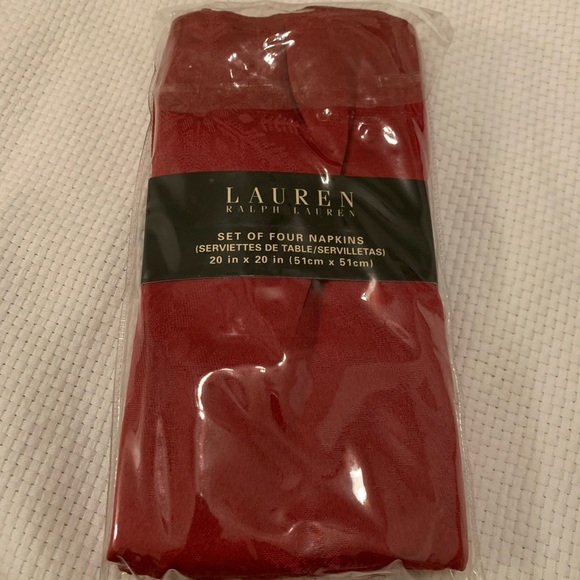 LAUREN
RALPH LAUREN
SET OF FOUR NAPKINS
(SERVIETTES DE TABLE/SERVILLETAS)
20 in x 20 in (51cm x 51cm)